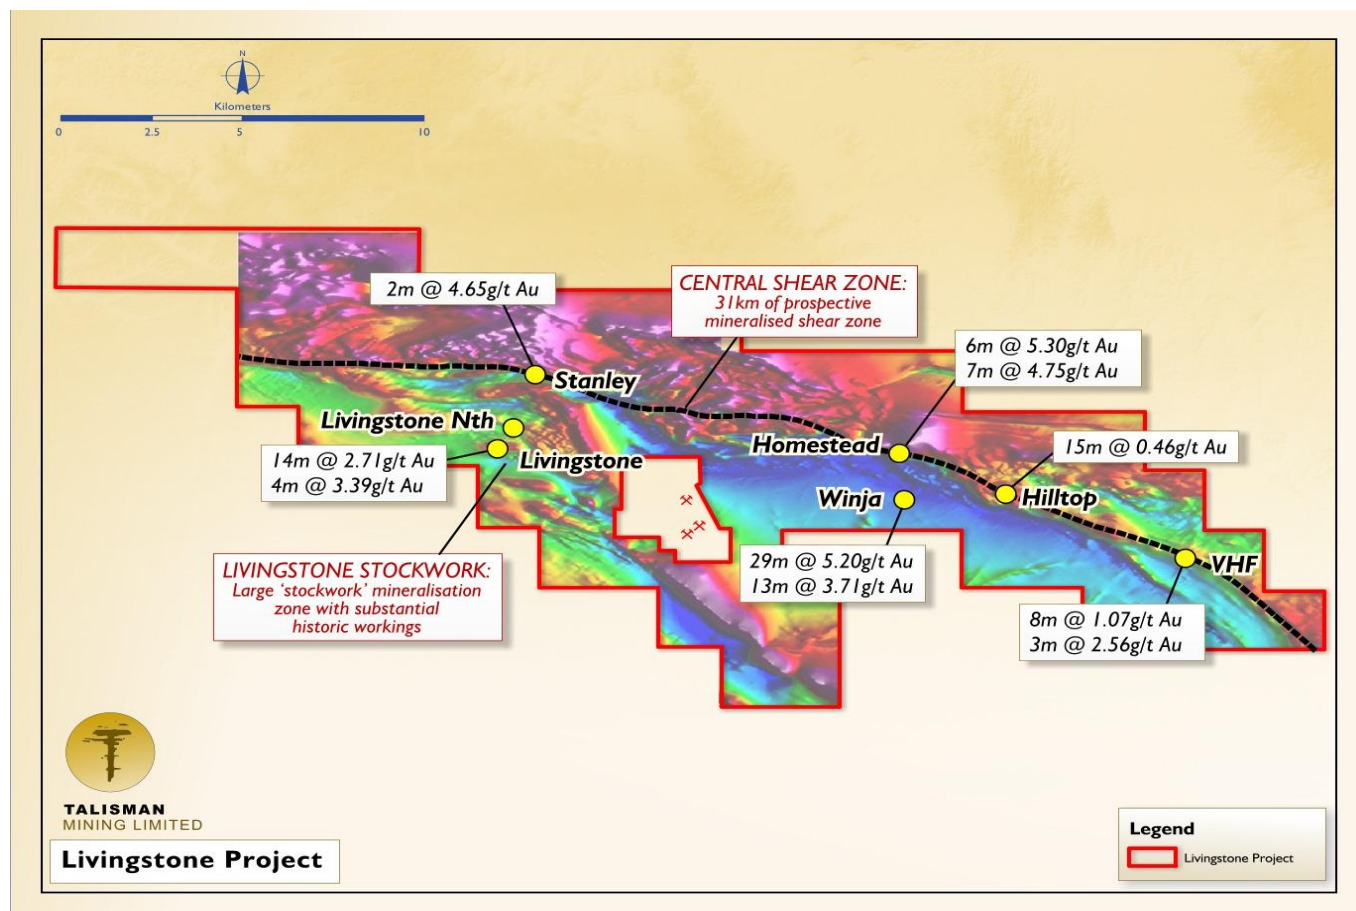 N
Kilometers
0 2.5 5 10
2m @ 4.65g/t Au
CENTRAL SHEAR ZONE:
31km of prospective
mineralised shear zone
6m @ 5.30g/t Au
7m @ 4.75g/t Au
Stanley
Livingstone Nth
Homestead
15m @ 0.46g/t Au
14m @ 2.71g/t Au
4m @ 3.39g/t Au
Livingstone
Winja
Hilltop
LIVINGSTONE STOCKWORK:
Large ‘stockwork’ mineralisation
zone with substantial
historic workings
29m @ 5.20g/t Au
13m @ 3.71g/t Au
VHF
8m @ 1.07g/t Au
3m @ 2.56g/t Au
TALISMAN
MINING LIMITED
Livingstone Project
Legend
Livingstone Project